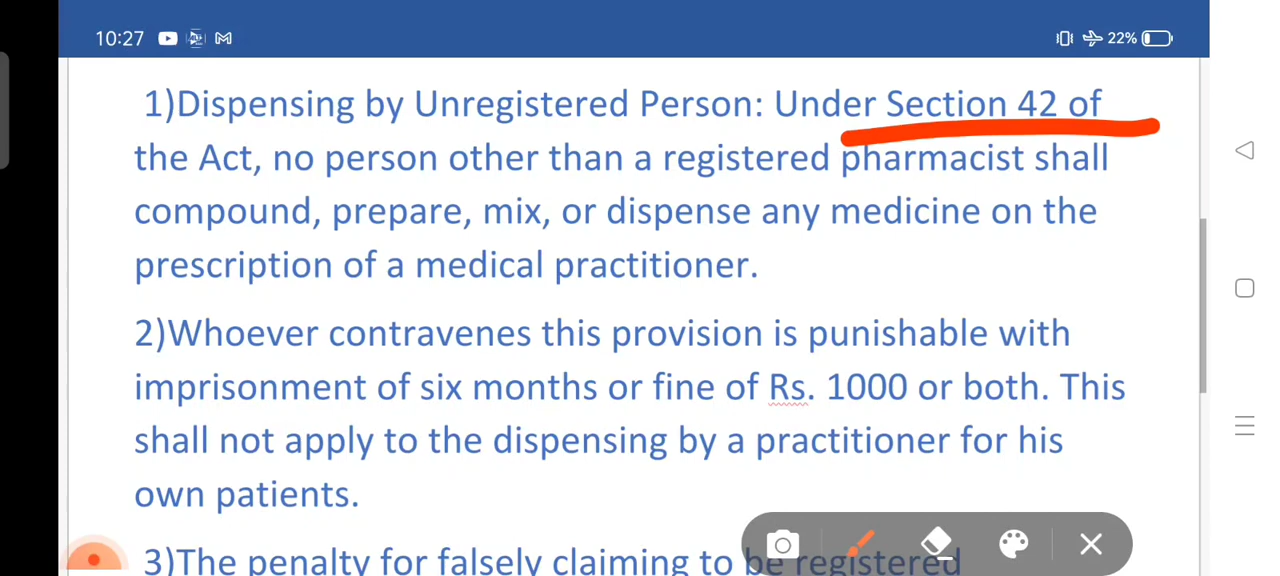 10:27
22%
1)Dispensing by Unregistered Person: Under Section 42 of
the Act, no person other than a registered pharmacist shall
compound, prepare, mix, or dispense any medicine on the
prescription of a medical practitioner.
2)Whoever contravenes this provision is punishable with
imprisonment of six months or fine of Rs. 1000 or both. This
shall not apply to the dispensing by a practitioner for his
own patients.
3)The penalty for falsely claiming to be registered